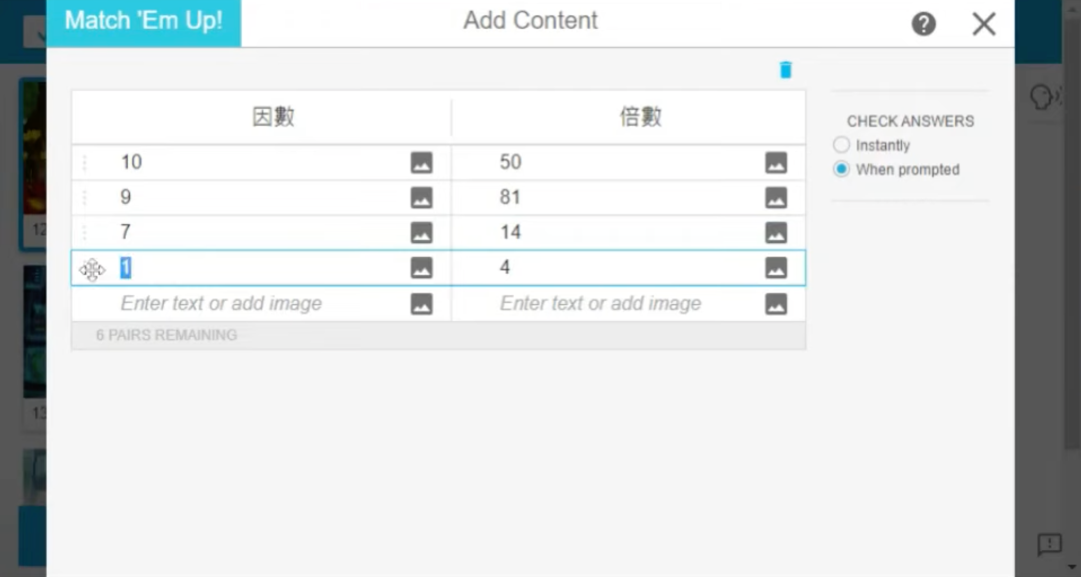 Match 'Em Up!
Add Content
因數
倍數
10
50
9
81
7
14
1
4
Enter text or add image
Enter text or add image
6 PAIRS REMAINING
CHECK ANSWERS
Instantly
When prompted
12
13